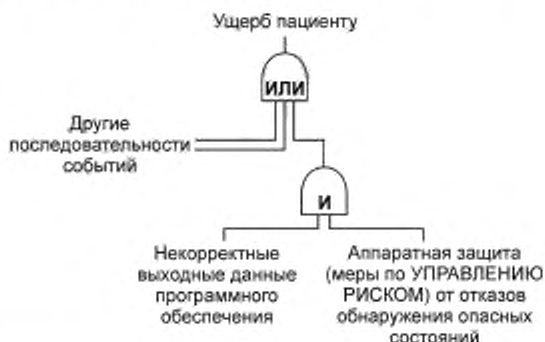 Ущерб пациенту
ИЛИ
Другие
последовательности
событий
И
Некорректные
выходные данные
программного
обеспечения
Аппаратная защита
(меры по УПРАВЛЕНИЮ
РИСКОМ) от отказов
обнаружения опасных
состояний